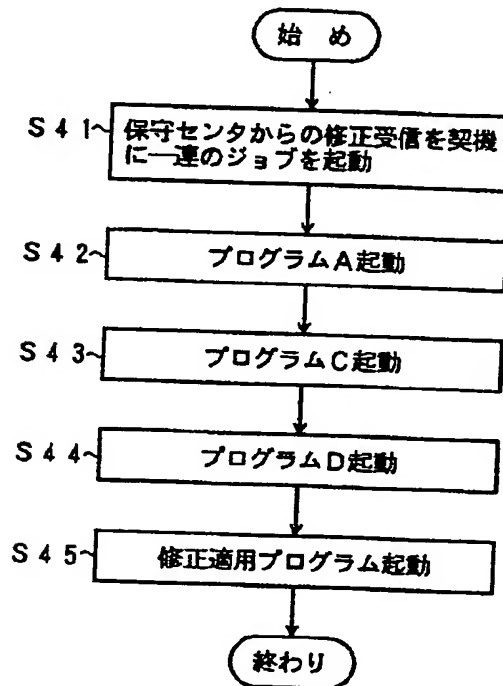 始 め
S41~ 保守センタからの修正受信を契機
に一連のジョブを起動
S42~ プログラムA起動
S43~ プログラムC起動
S44~ プログラムD起動
S45~ 修正適用プログラム起動
終わり